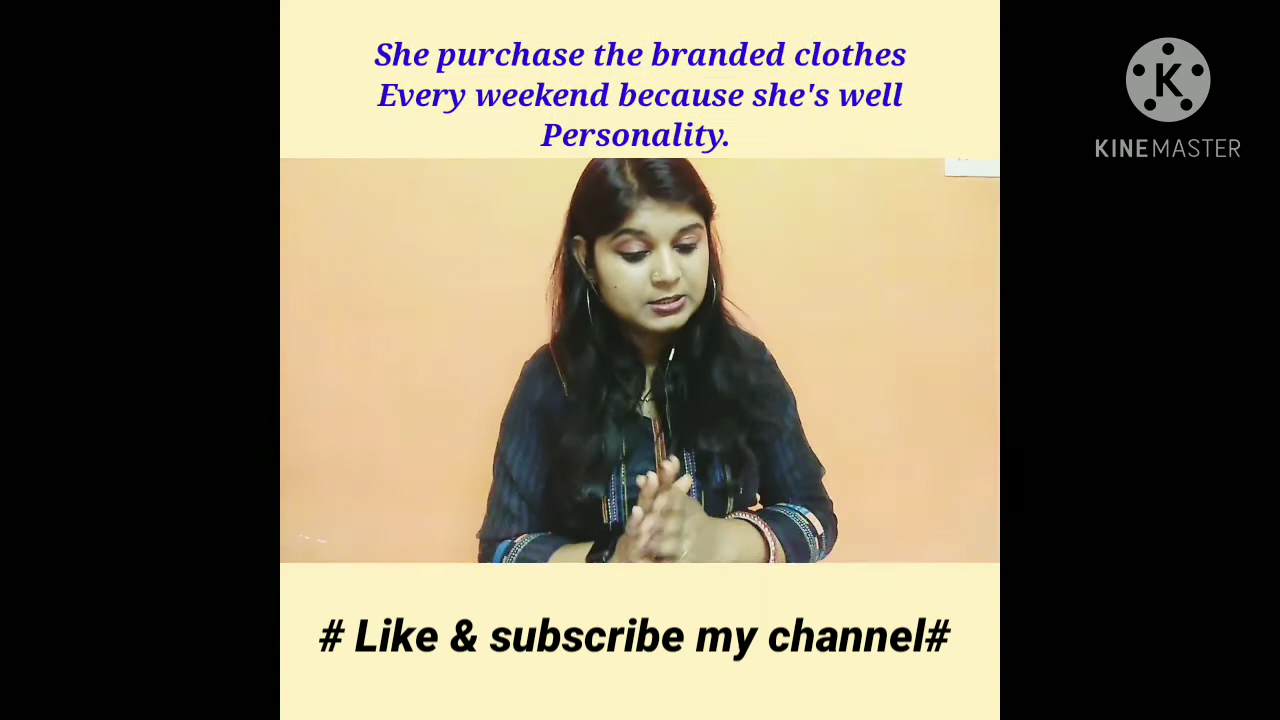 She purchase the branded clothes
Every weekend because she's well
Personality.
K
KINEMASTER
# Like & subscribe my channel#